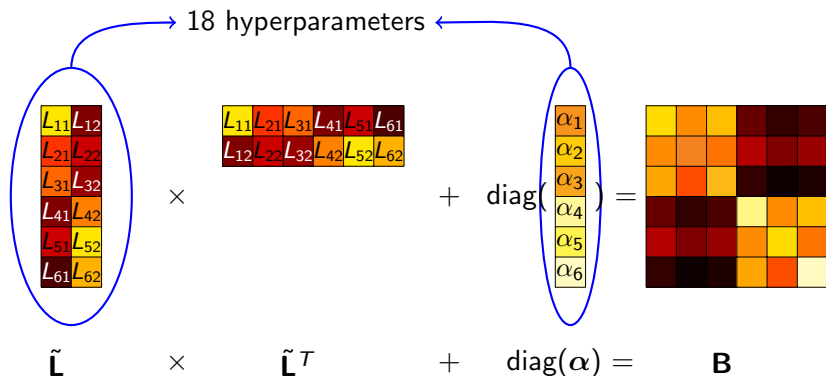 18 hyperparameters
L₁₁ L₁₂ L₁₁ L₂₁ L₃₁ L₄₁ L₅₁ L₆₁ α₁
L₂₁ L₂₂ L₁₂ L₂₂ L₃₂ L₄₂ L₅₂ L₆₂ α₂
L₃₁ L₃₂ α₃
× + diag( ) =
L₄₁ L₄₂ α₄
L₅₁ L₅₂ α₅
L₆₁ L₆₂ α₆
L̃ × L̃ᵀ + diag(α) = B